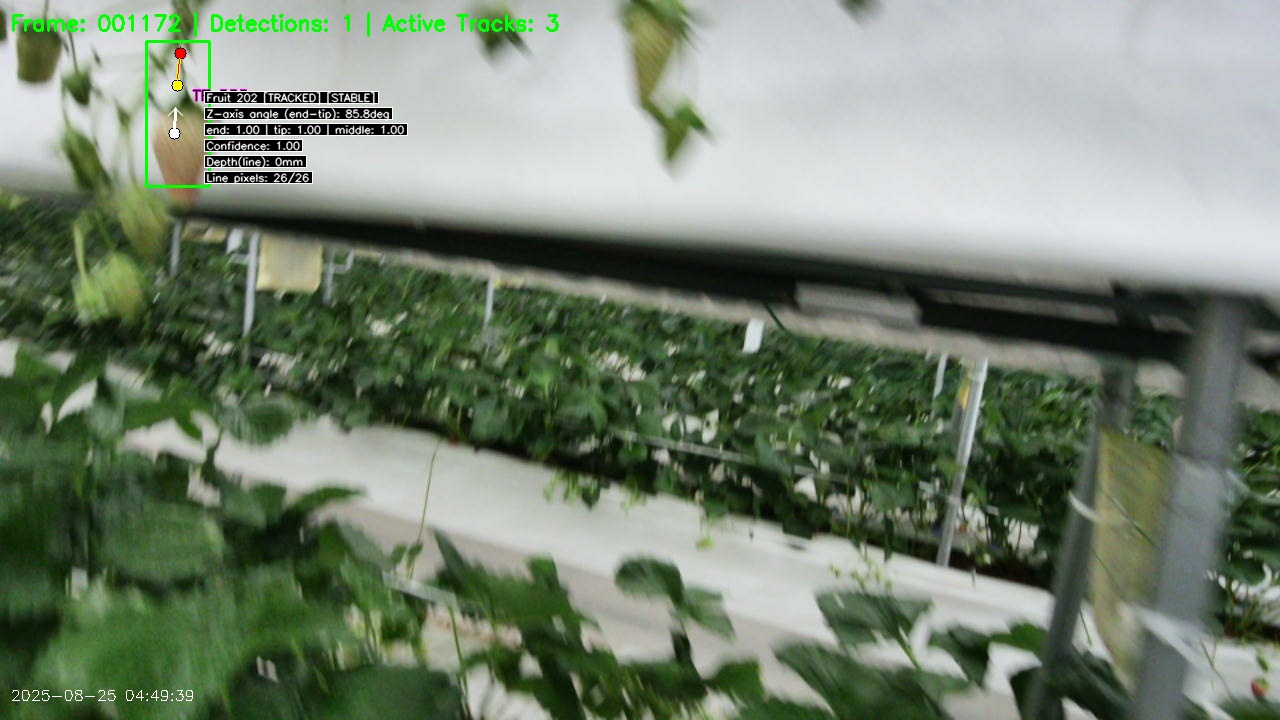 Frame: 001172 | Detections: 1 | Active Tracks: 3
Fruit 202 [TRACKED] [STABLE]
Z-axis angle (end-tip): 85.8deg
end: 1.00 | tip: 1.00 | middle: 1.00
Confidence: 1.00
Depth(line): 0mm
Line pixels: 26/26
2025-08-25 04:49:39